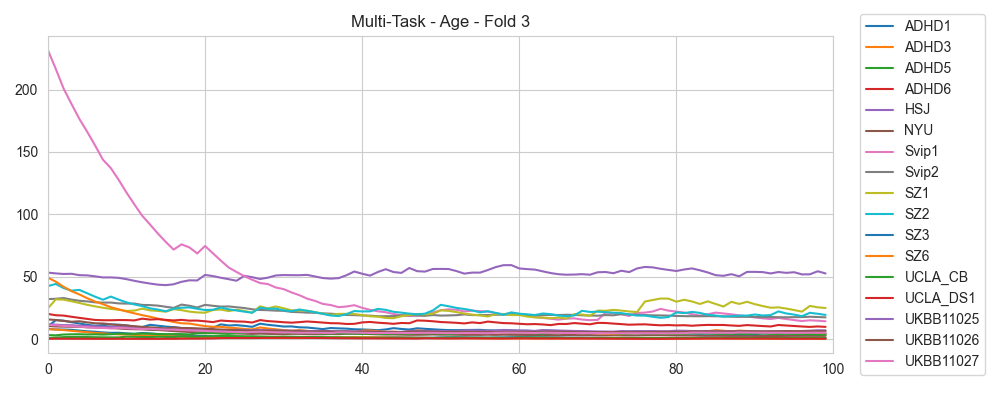 Multi-Task - Age - Fold 3
200
150
100
50
0
0 20 40 60 80 100
ADHD1
ADHD3
ADHD5
ADHD6
HSJ
NYU
Svip1
Svip2
SZ1
SZ2
SZ3
SZ6
UCLA_CB
UCLA_DS1
UKBB11025
UKBB11026
UKBB11027